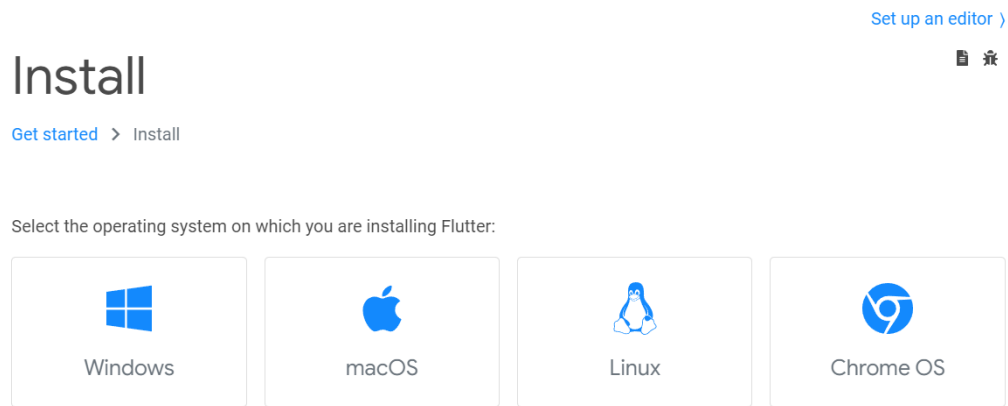 Set up an editor ›
Install
Get started > Install
Select the operating system on which you are installing Flutter:
Windows
macOS
Linux
Chrome OS